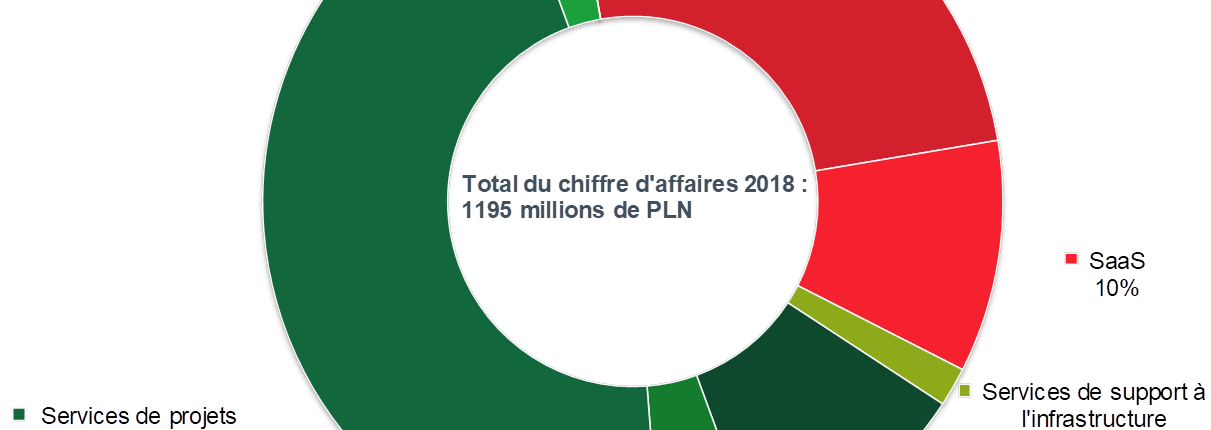 Total du chiffre d'affaires 2018 :
1195 millions de PLN
SaaS
10%
Services de support à
l'infrastructure
Services de projets